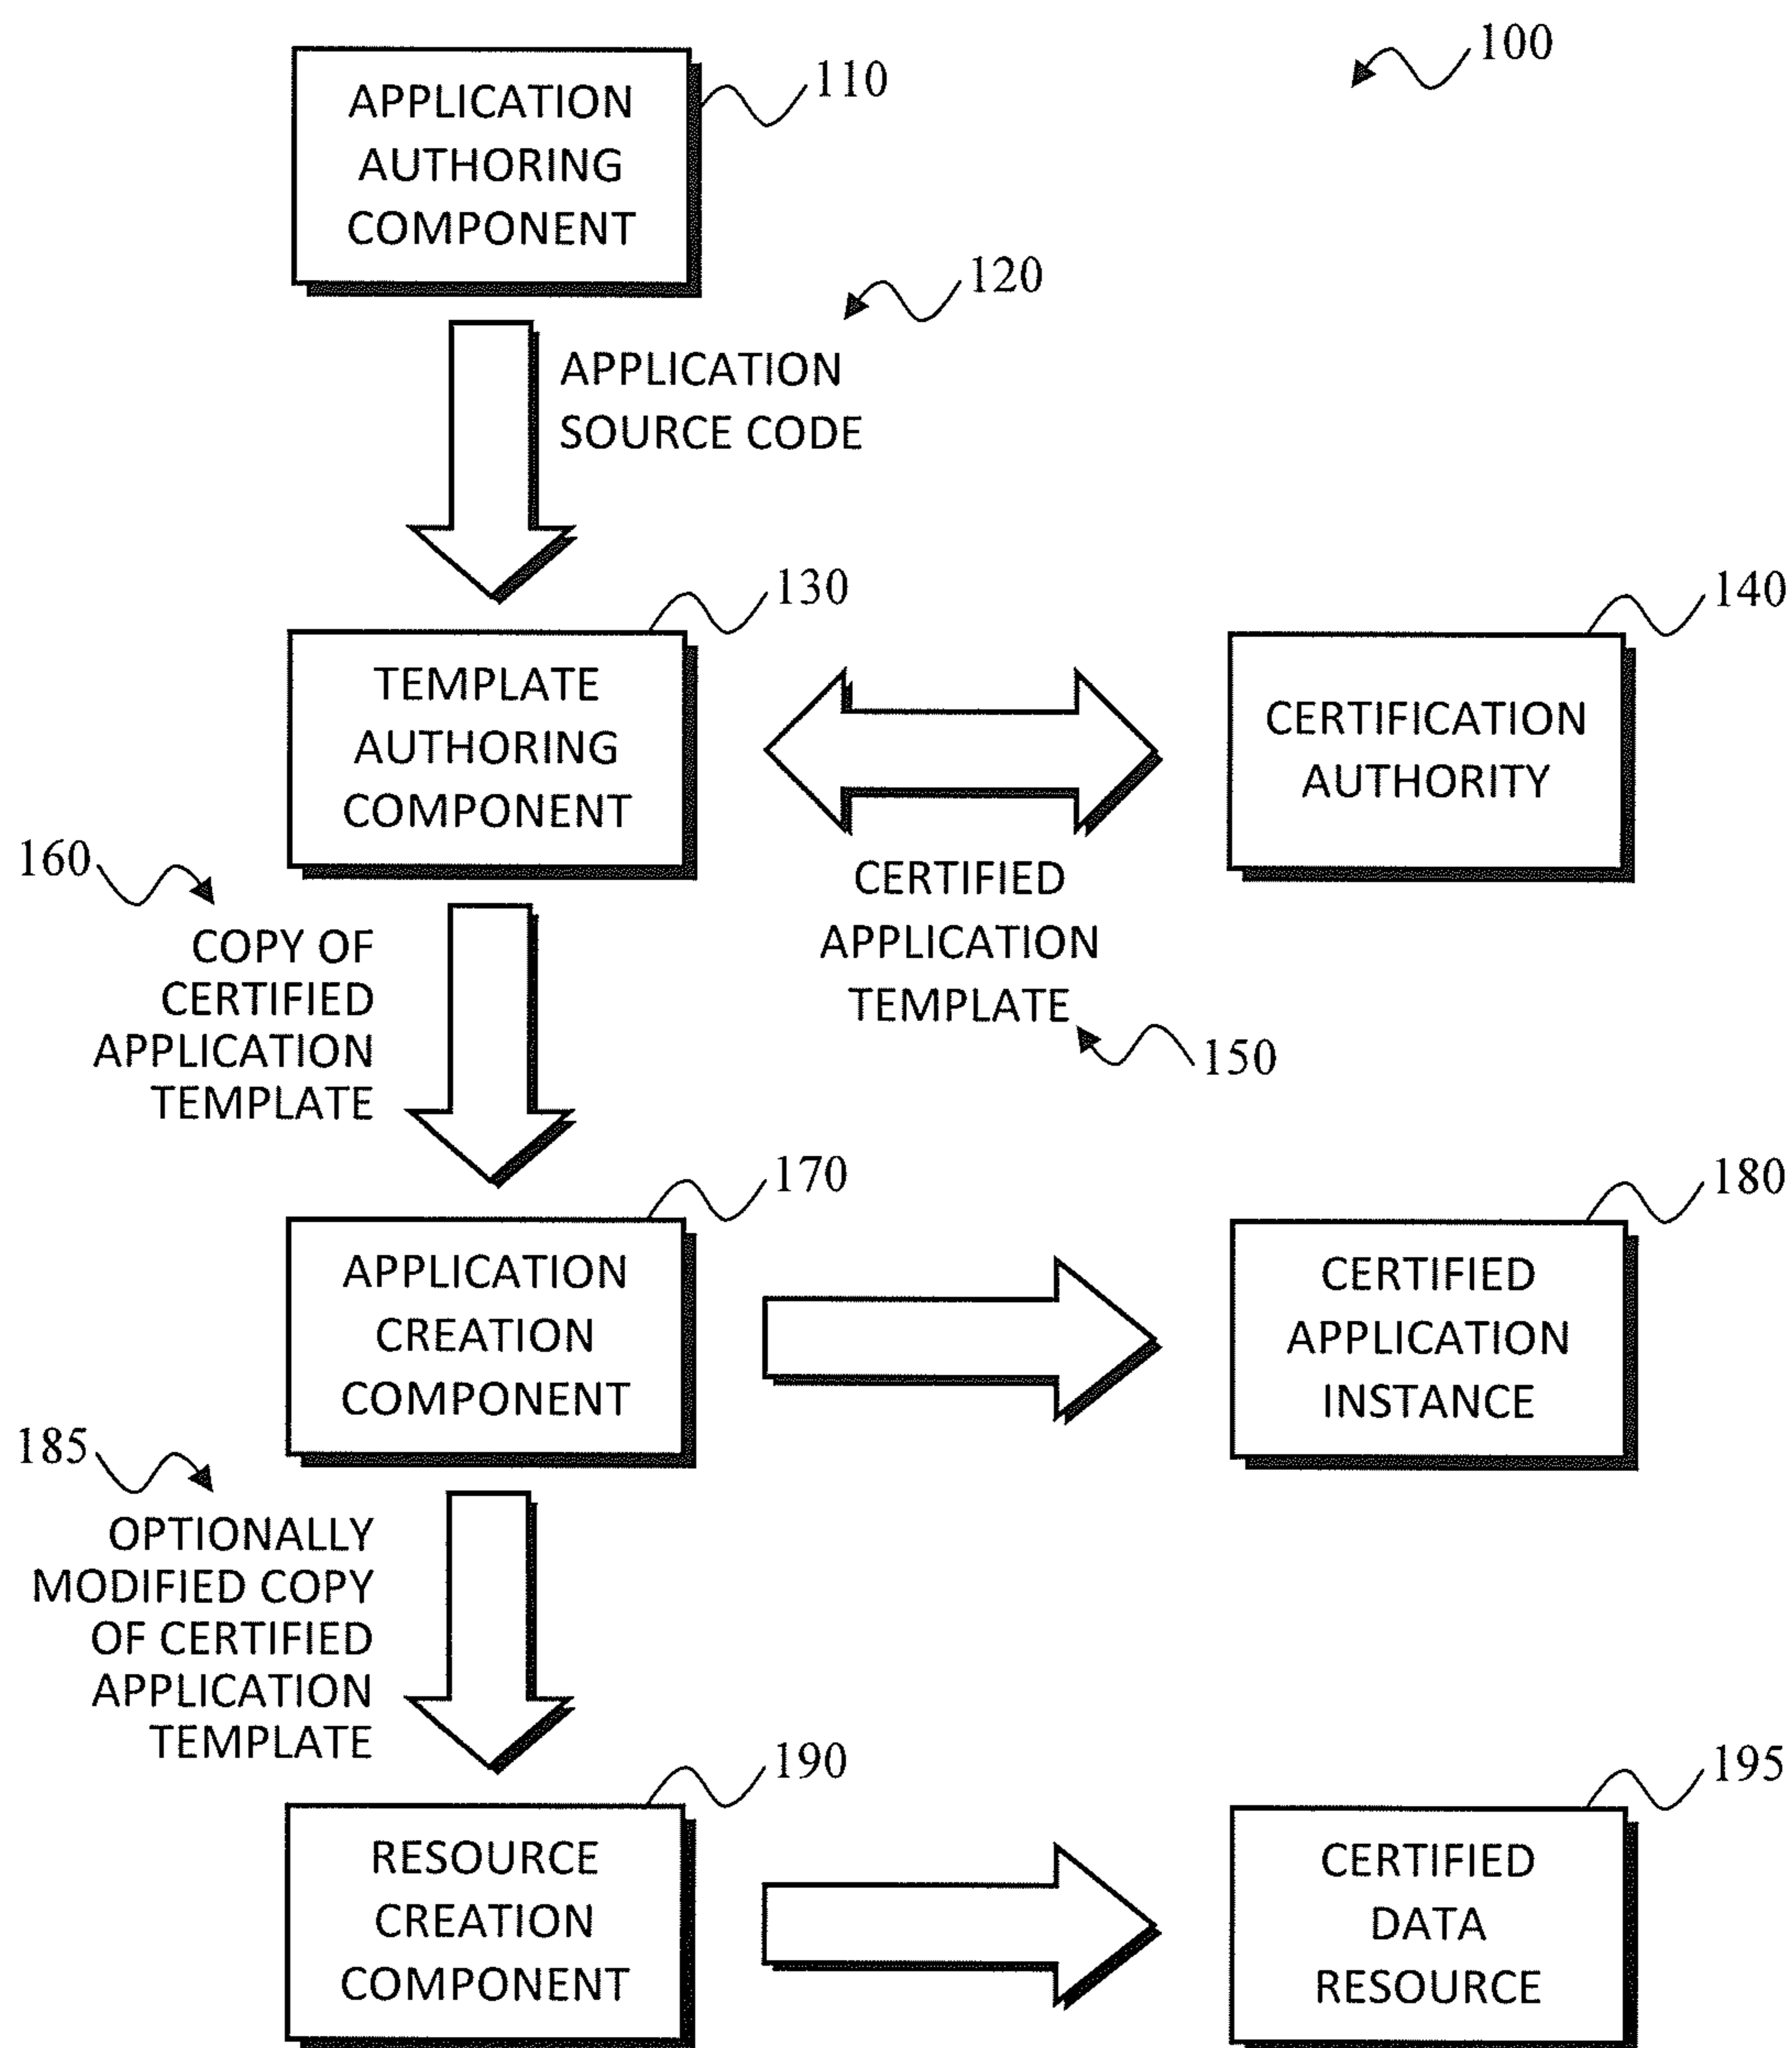 100
110
APPLICATION
AUTHORING
COMPONENT
120
APPLICATION
SOURCE CODE
130
TEMPLATE
AUTHORING
COMPONENT
140
CERTIFICATION
AUTHORITY
CERTIFIED
APPLICATION
TEMPLATE
150
160
COPY OF
CERTIFIED
APPLICATION
TEMPLATE
170
APPLICATION
CREATION
COMPONENT
180
CERTIFIED
APPLICATION
INSTANCE
185
OPTIONALLY
MODIFIED COPY
OF CERTIFIED
APPLICATION
TEMPLATE
190
RESOURCE
CREATION
COMPONENT
195
CERTIFIED
DATA
RESOURCE